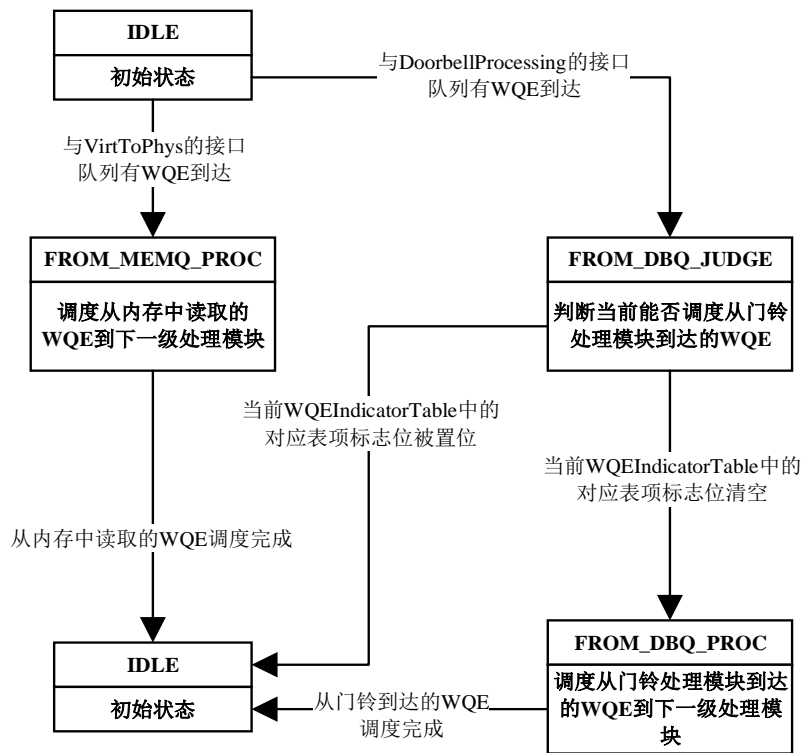 IDLE
初始状态
与DoorbellProcessing的接口
队列有WQE到达
与VirtToPhys的接口
队列有WQE到达
FROM_MEMQ_PROC
调度从内存中读取的
WQE到下一级处理模块
FROM_DBQ_JUDGE
判断当前能否调度从门铃
处理模块到达的WQE
当前WQEIndicatorTable中的
对应表项标志位被置位
当前WQEIndicatorTable中的
对应表项标志位清空
从内存中读取的WQE调度完成
IDLE
初始状态
从门铃到达的WQE
调度完成
FROM_DBQ_PROC
调度从门铃处理模块到达
的WQE到下一级处理模
块